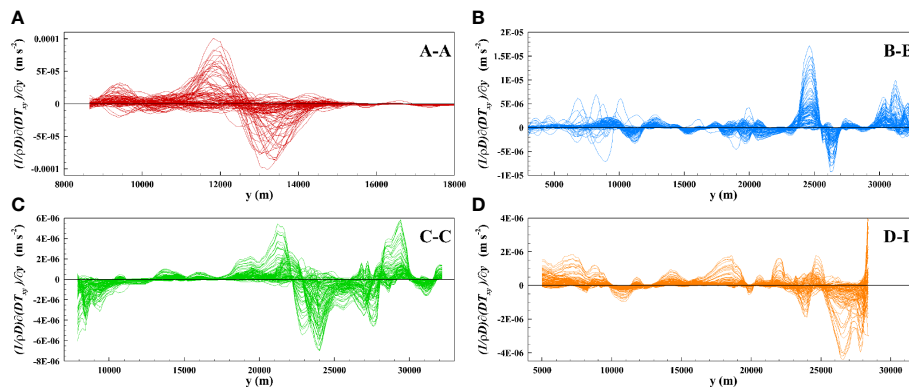 A
A-A
(1/ρD)∂(DTxy)/∂y (m s-2)
0.0001
5E-05
0
-5E-05
-0.0001
8000 10000 12000 14000 16000 18000
y (m)
B
B-B
(1/ρD)∂(DTxy)/∂y (m s-2)
2E-05
1.5E-05
1E-05
5E-06
0
-5E-06
-1E-05
10000 20000 30000
y (m)
C
C-C
(1/ρD)∂(DTxy)/∂y (m s-2)
6E-06
4E-06
2E-06
0
-2E-06
-4E-06
-6E-06
-8E-06
10000 15000 20000 25000 30000
y (m)
D
D-I
(1/ρD)∂(DTxy)/∂y (m s-2)
4E-06
2E-06
0
-2E-06
-4E-06
5000 10000 15000 20000 25000 30000
y (m)